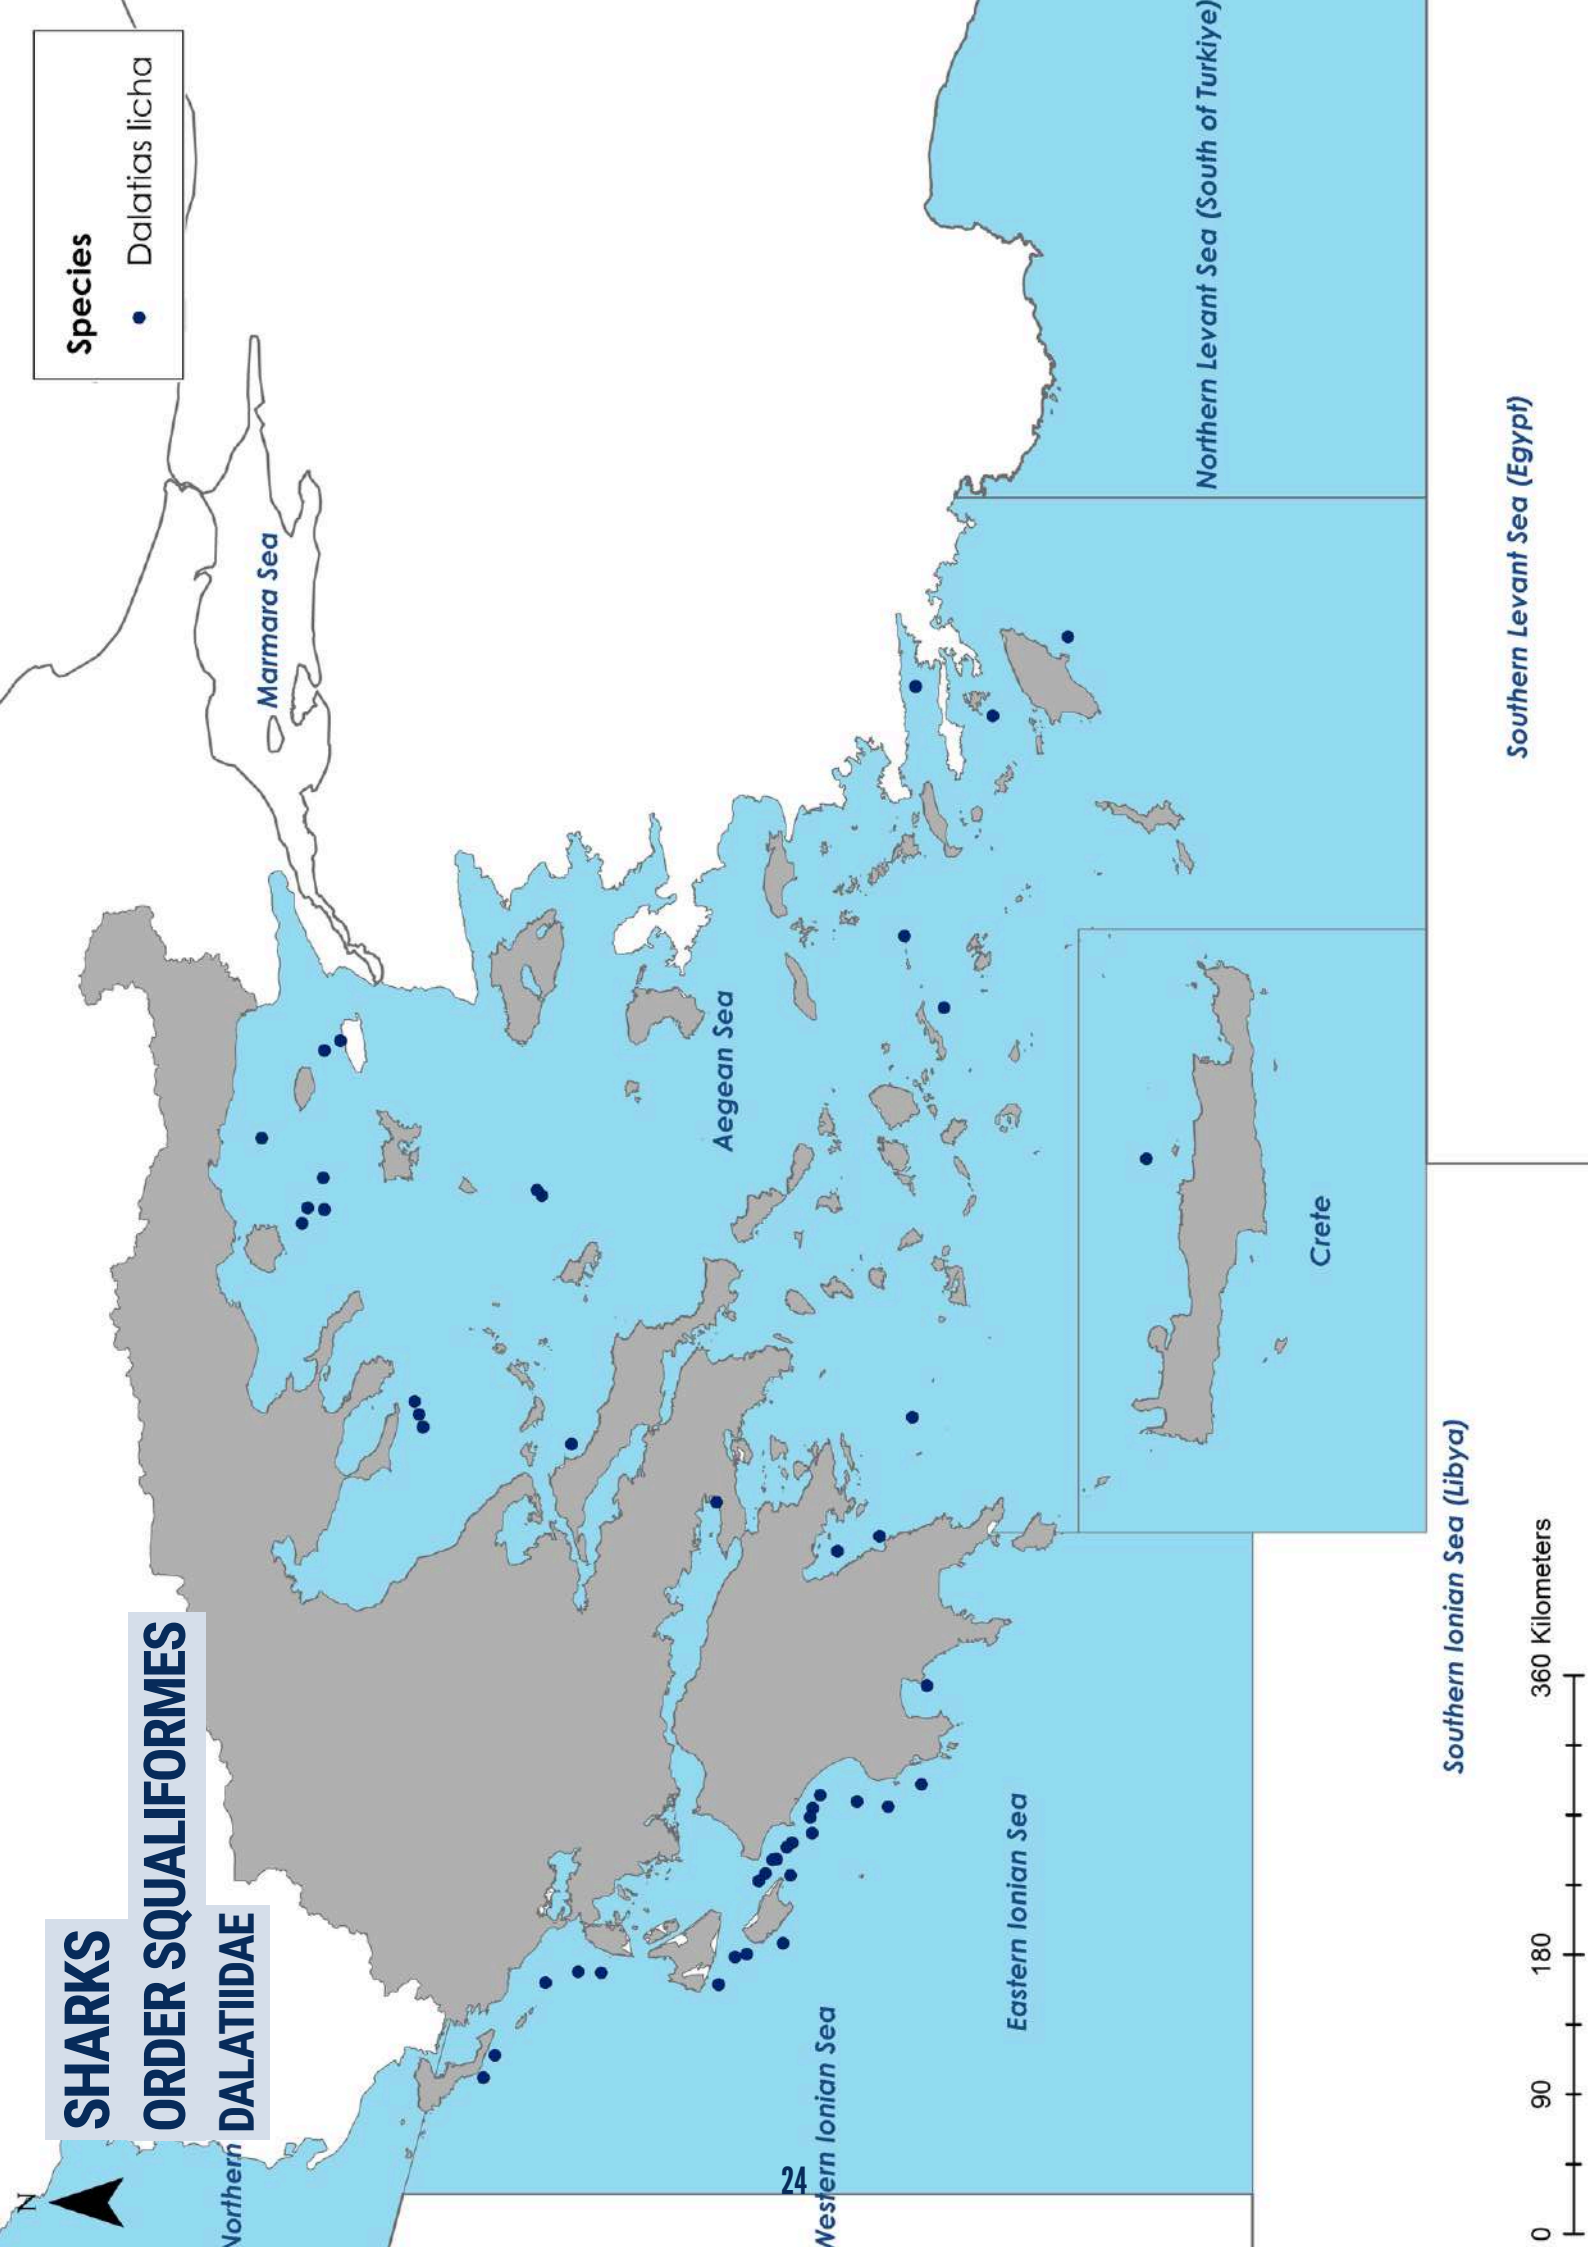 SHARKS
ORDER SQUALIFORMES
DALATIIDAE
Species
Dalatias licha
N
Northern
Marmara Sea
Aegean Sea
Western Ionian Sea
Eastern Ionian Sea
Crete
Northern Levant Sea (South of Turkiye)
Southern Ionian Sea (Libya)
Southern Levant Sea (Egypt)
0 90 180 360 Kilometers
24